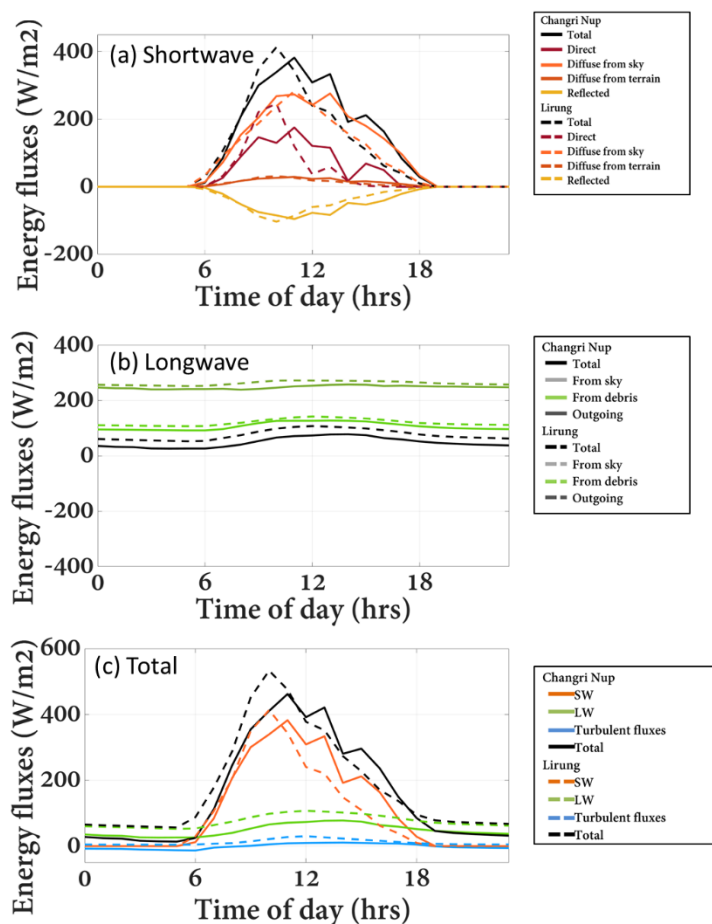 (a) Shortwave
Energy fluxes (W/m2)
400
200
0
-200
0
6
12
18
Time of day (hrs)
Changri Nup
Total
Direct
Diffuse from sky
Diffuse from terrain
Reflected
Lirung
Total
Direct
Diffuse from sky
Diffuse from terrain
Reflected
(b) Longwave
Energy fluxes (W/m2)
400
200
0
-200
-400
0
6
12
18
Time of day (hrs)
Changri Nup
Total
From sky
From debris
Outgoing
Lirung
Total
From sky
From debris
Outgoing
(c) Total
Energy fluxes (W/m2)
600
400
200
0
0
6
12
18
Time of day (hrs)
Changri Nup
SW
LW
Turbulent fluxes
Total
Lirung
SW
LW
Turbulent fluxes
Total